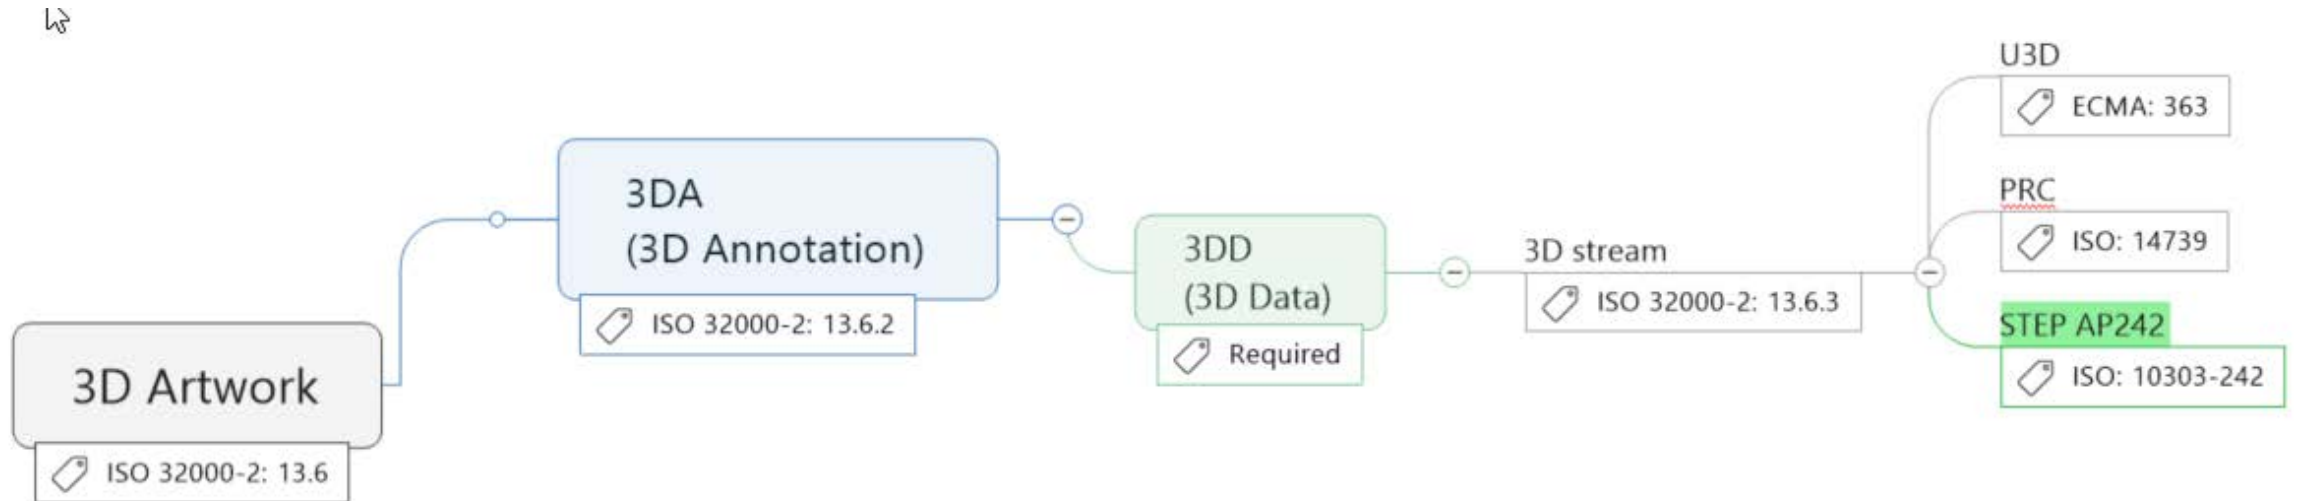 3D Artwork
ISO 32000-2: 13.6
3DA
(3D Annotation)
ISO 32000-2: 13.6.2
3DD
(3D Data)
Required
3D stream
ISO 32000-2: 13.6.3
U3D
ECMA: 363
PRC
ISO: 14739
STEP AP242
ISO: 10303-242